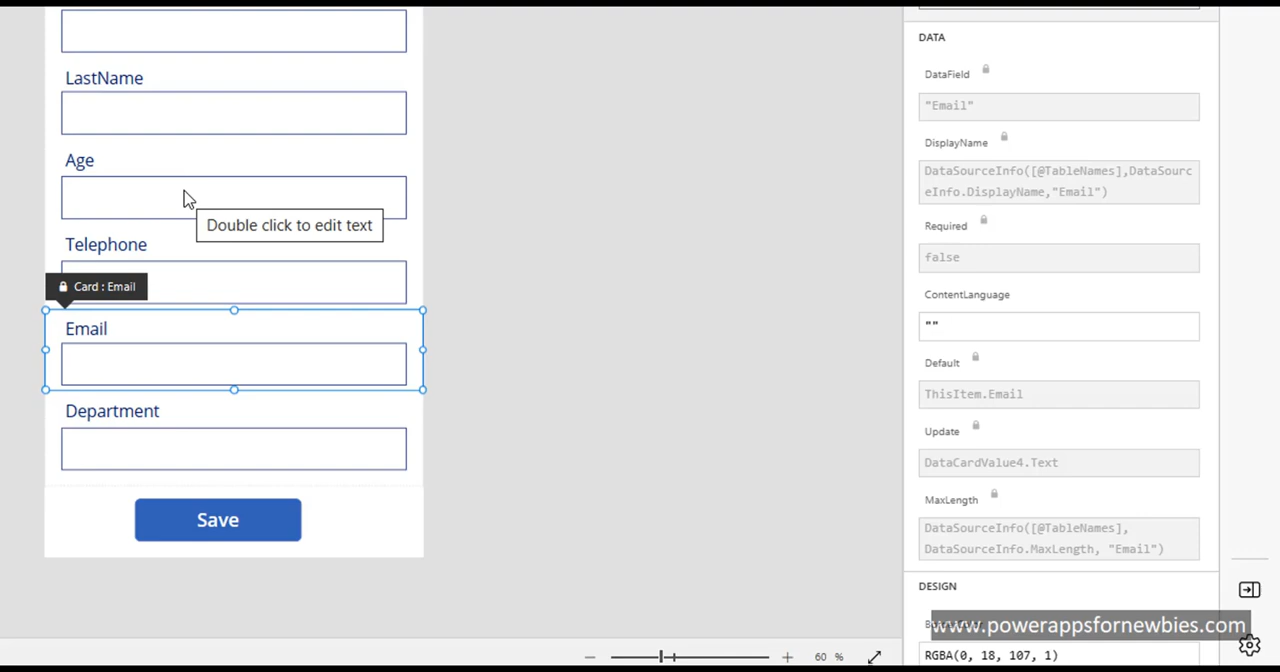 LastName
Age
Double click to edit text
Telephone
Card : Email
Email
Department
Save
60 %
DATA
DataField
"Email"
DisplayName
DataSourceInfo([@TableNames],DataSourc
eInfo.DisplayName,"Email")
Required
false
ContentLanguage
""
Default
ThisItem.Email
Update
DataCardValue4.Text
MaxLength
DataSourceInfo([@TableNames],
DataSourceInfo.MaxLength, "Email")
DESIGN
www.powerappsfornewbies.com
RGBA(0, 18, 107, 1)